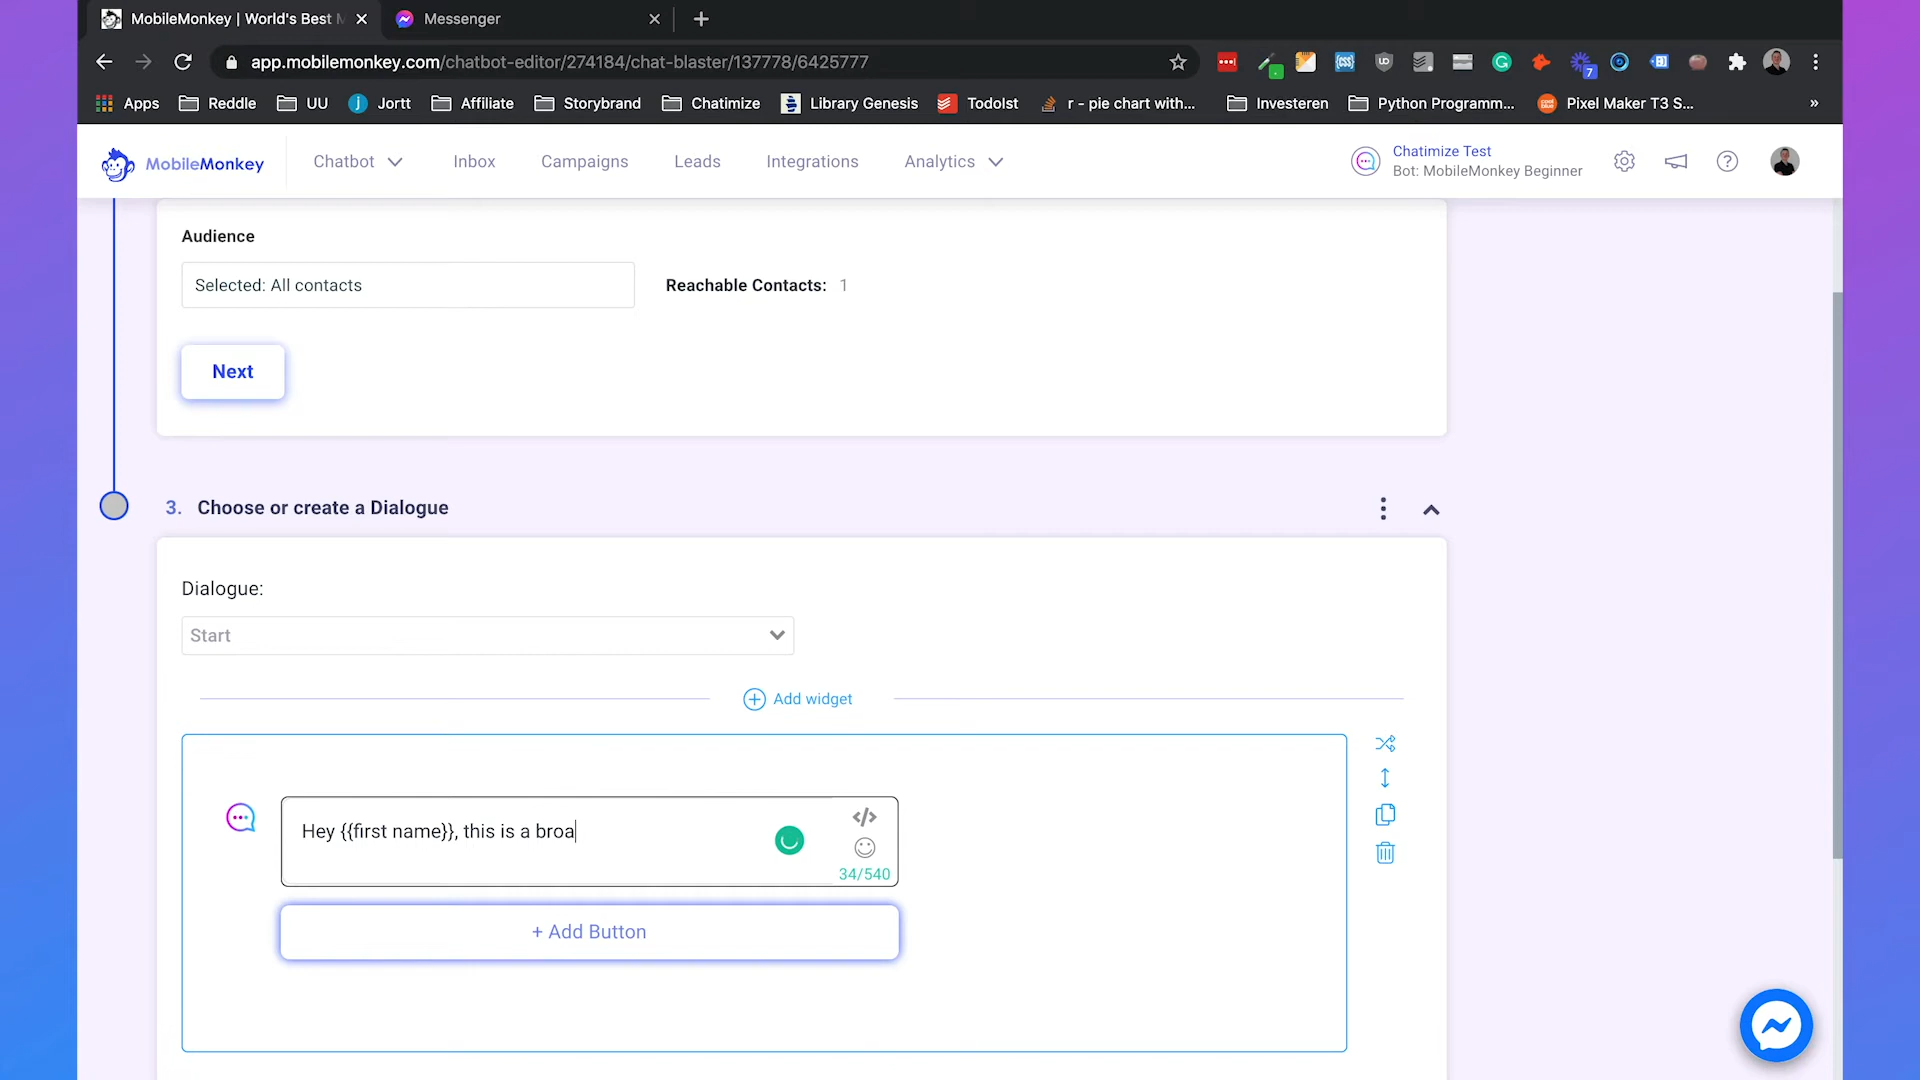 MobileMonkey | World's Best M
Messenger
app.mobilemonkey.com/chatbot-editor/274184/chat-blaster/137778/6425777
7
Apps
Reddle
UU
Jortt
Affiliate
Storybrand
Chatimize
Library Genesis
TodoIst
r - pie chart with...
Investeren
Python Programm...
Pixel Maker T3 S...
»
MobileMonkey
Chatbot
Inbox
Campaigns
Leads
Integrations
Analytics
Chatimize Test
Bot: MobileMonkey Beginner
Audience
Selected: All contacts
Reachable Contacts: 1
Next
3. Choose or create a Dialogue
Dialogue:
Start
Add widget
Hey {{first name}}, this is a broa
34/540
+ Add Button